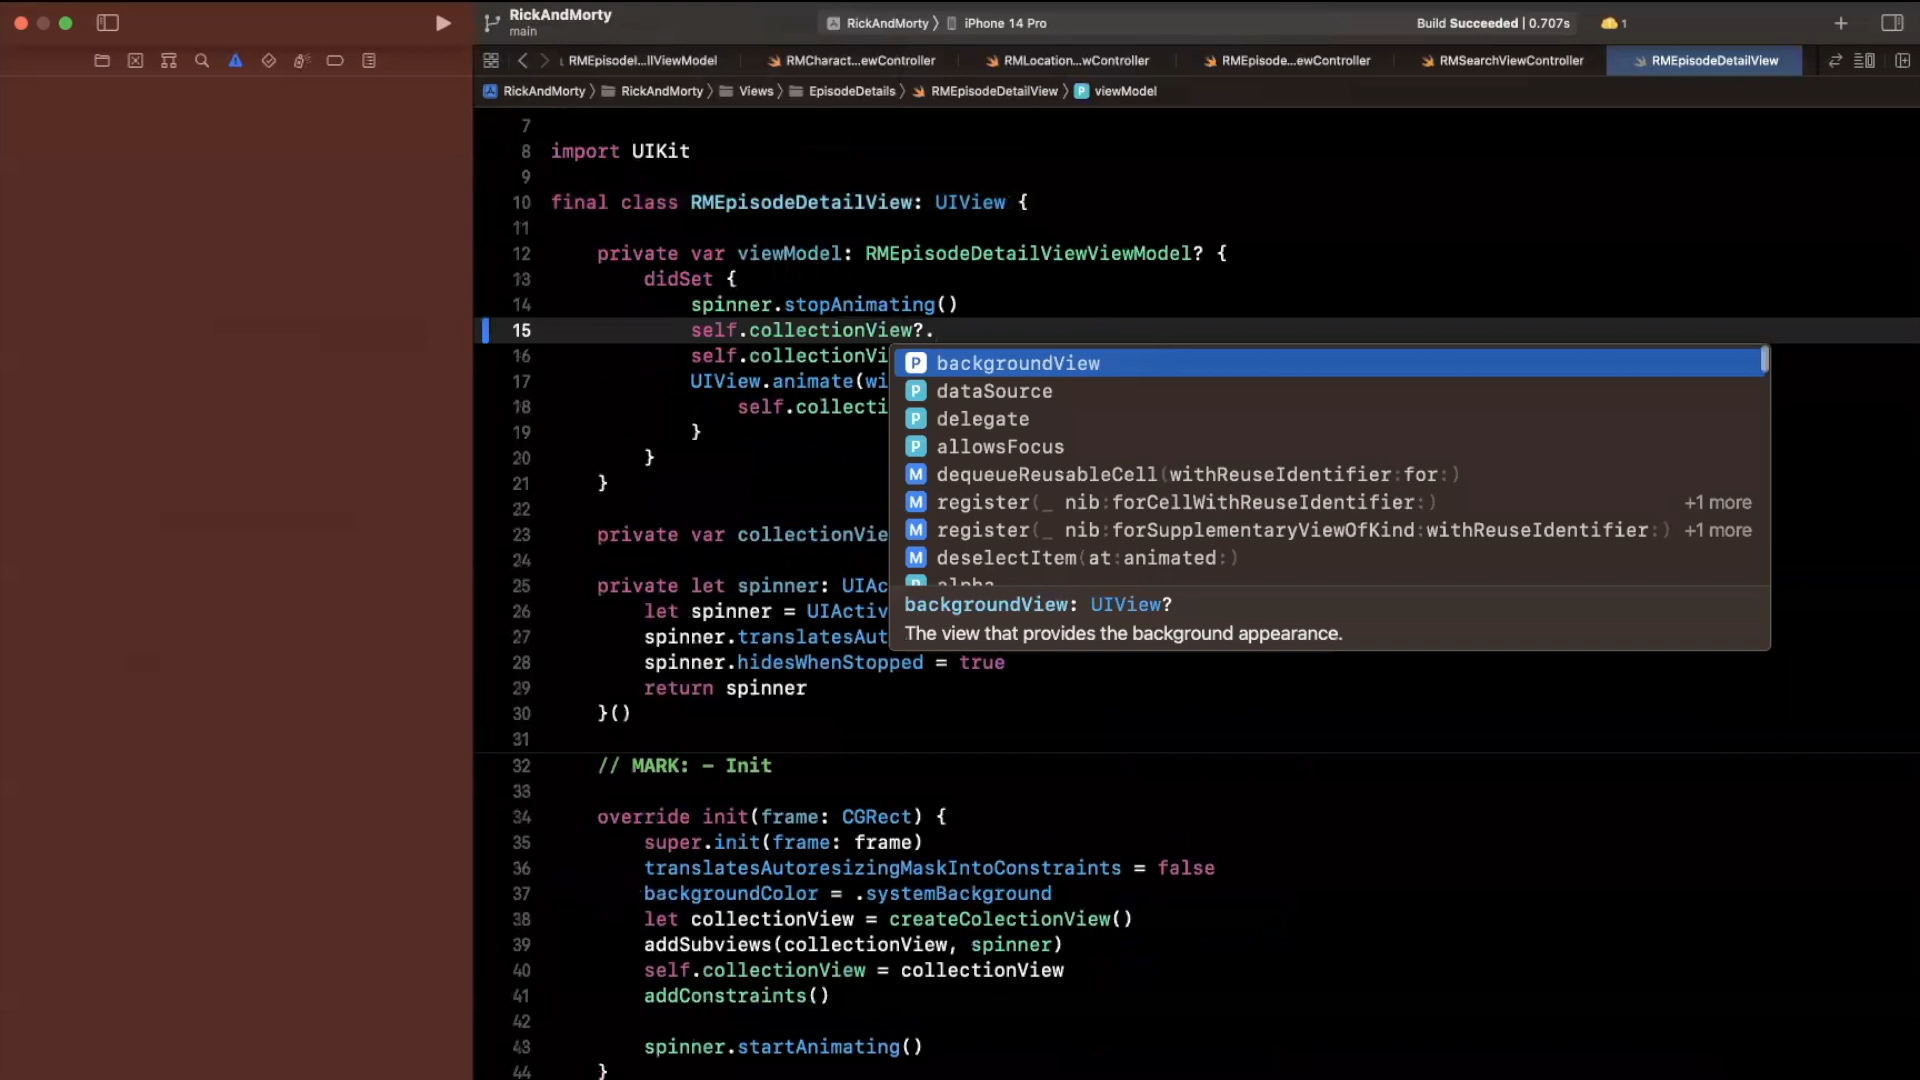 RickAndMorty
main
RickAndMorty 〉 iPhone 14 Pro
Build Succeeded | 0.707s
1
RMEpisodel...llViewModel
RMCharact...ewController
RMLocation...wController
RMEpisode...ewController
RMSearchViewController
RMEpisodeDetailView
RickAndMorty 〉 RickAndMorty 〉 Views 〉 EpisodeDetails 〉 RMEpisodeDetailView 〉 P viewModel
7
8 import UIKit
9
10 final class RMEpisodeDetailView: UIView {
11
12 private var viewModel: RMEpisodeDetailViewViewModel? {
13 didSet {
14 spinner.stopAnimating()
15 self.collectionView?.
16 self.collectionVi
17 UIView.animate(wi
18 self.collecti
19 }
20 }
21 }
22
23 private var collectionVie
24
25 private let spinner: UIAc
26 let spinner = UIActiv
27 spinner.translatesAut
28 spinner.hidesWhenStopped = true
29 return spinner
30 }()
31
32 // MARK: - Init
33
34 override init(frame: CGRect) {
35 super.init(frame: frame)
36 translatesAutoresizingMaskIntoConstraints = false
37 backgroundColor = .systemBackground
38 let collectionView = createColectionView()
39 addSubviews(collectionView, spinner)
40 self.collectionView = collectionView
41 addConstraints()
42
43 spinner.startAnimating()
44 }
P backgroundView
P dataSource
P delegate
P allowsFocus
M dequeueReusableCell(withReuseIdentifier:for:)
M register(_ nib:forCellWithReuseIdentifier:) +1 more
M register(_ nib:forSupplementaryViewOfKind:withReuseIdentifier:) +1 more
M deselectItem(at:animated:)
P alpha
backgroundView: UIView?
The view that provides the background appearance.